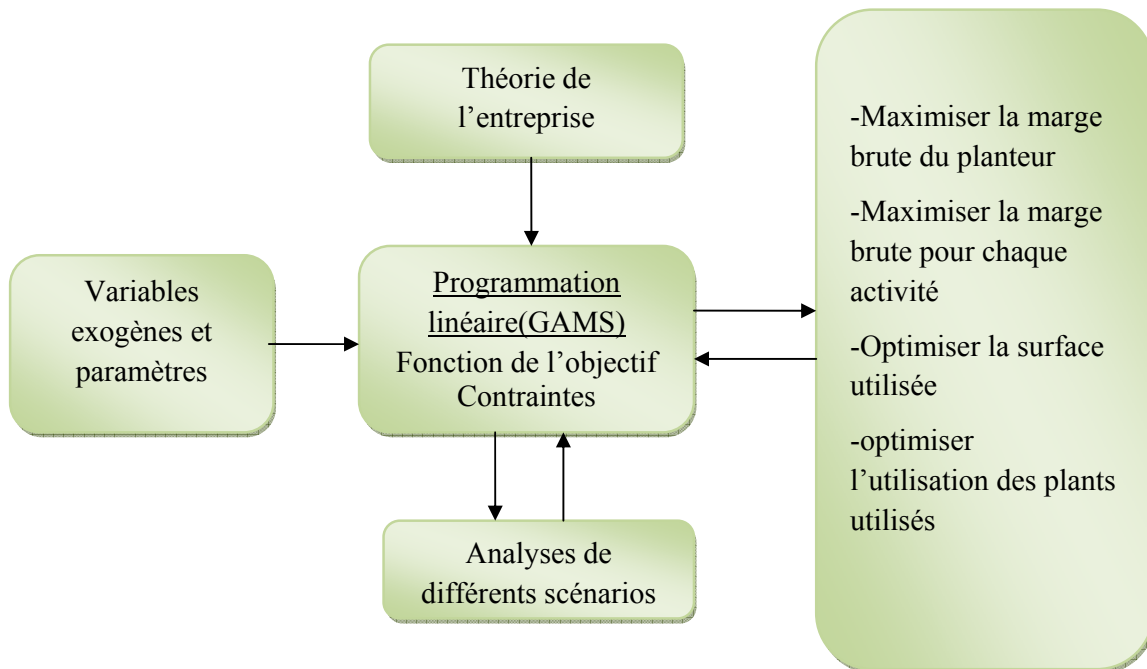 Théorie de
l’entreprise
Variables
exogènes et
paramètres
Programmation
linéaire(GAMS)
Fonction de l’objectif
Contraintes
Analyses de
différents scénarios
-Maximiser la marge
brute du planteur
-Maximiser la marge
brute pour chaque
activité
-Optimiser la surface
utilisée
-optimiser
l’utilisation des plants
utilisés